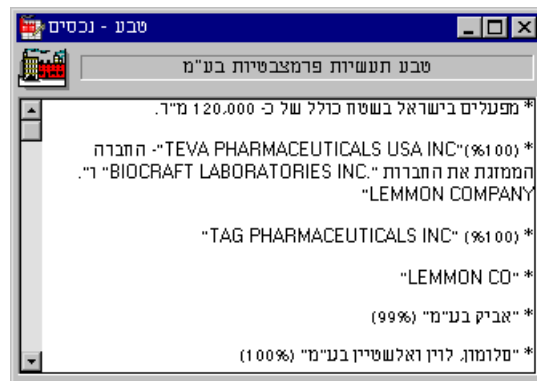 טבע - נכסים
טבע תעשיות פרמצבטיות בע"מ
* מפעלים בישראל בשטח כולל של כ- 120,000 מ"ר.
* (%100)"TEVA PHARMACEUTICALS USA INC"- החברה
הממזגת את החברות "BIOCRAFT LABORATORIES INC." ו".
LEMMON COMPANY"
* (%100) "TAG PHARMACEUTICALS INC"
* "LEMMON CO"
* "אביק בע"מ" (99%)
* "סלומון, לוין ואלשטיין בע"מ" (100%)